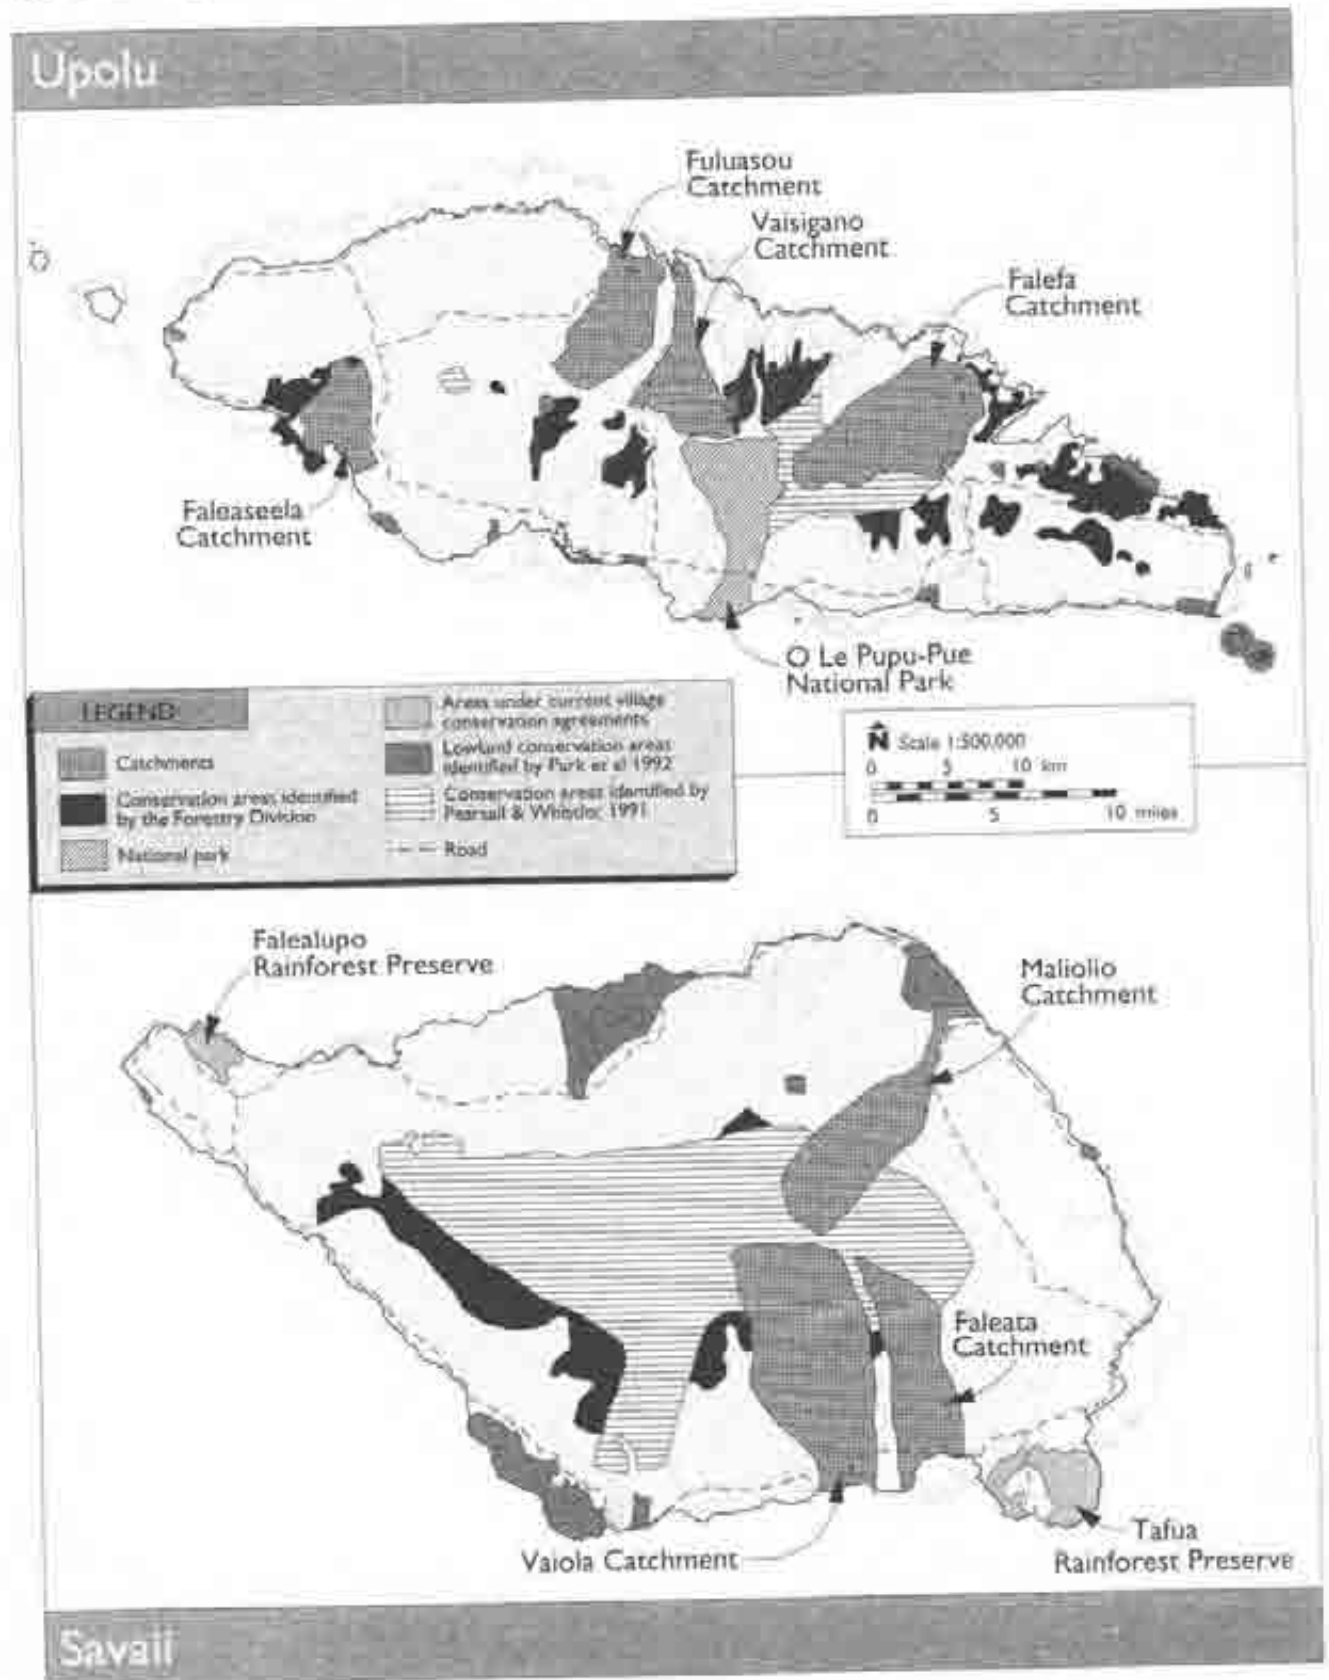 Upolu
Fuluasou
Catchment
Vaisigano
Catchment
Falefa
Catchment
Faleaseela
Catchment
O Le Pupu-Pue
National Park
LEGEND
Catchments
Conservation areas identified
by the Forestry Division
National park
Areas under current village
conservation agreements
Lowland conservation areas
identified by Park et al 1992
Conservation areas identified by
Pearsall & Whistler 1991
Road
N Scale 1:500,000
0 5 10 km
0 5 10 miles
Falealupo
Rainforest Preserve
Maliolio
Catchment
Faleata
Catchment
Vaiola Catchment
Tafua
Rainforest Preserve
Savaii